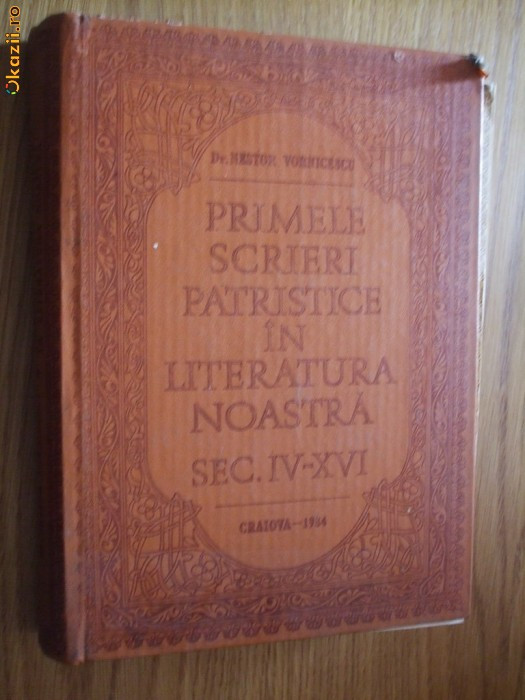 Okazii.ro
Dr. NESTOR VORNICESCU
PRIMELE
SCRIERI
PATRISTICE
ÎN
LITERATURA
NOASTRĂ
SEC. IV-XVI
CRAIOVA-1984